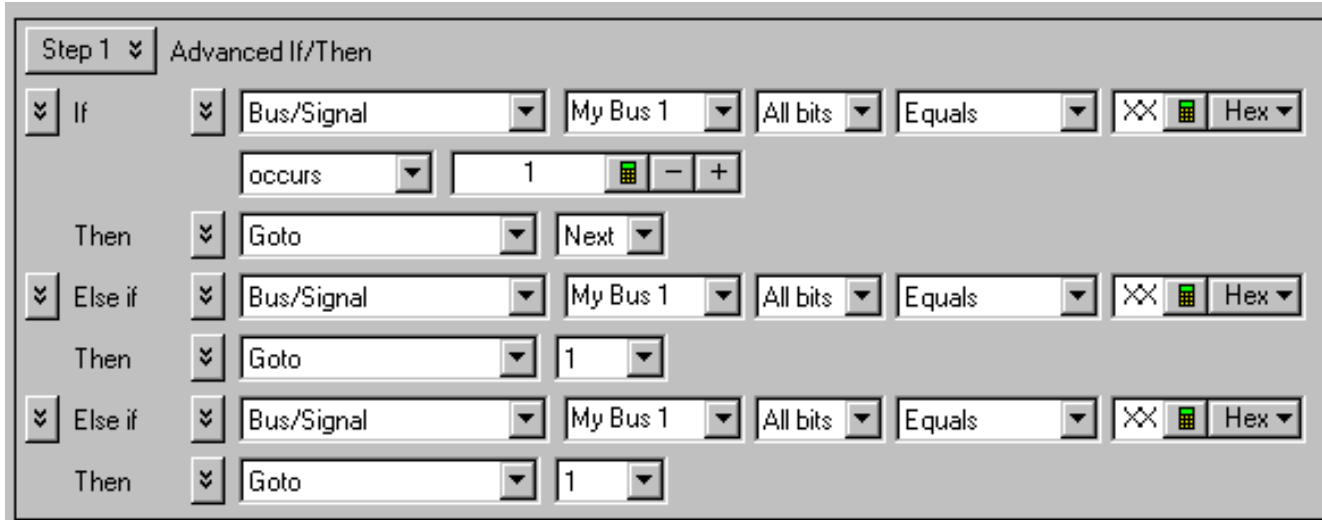 Step 1 Advanced If/Then
If Bus/Signal My Bus 1 All bits Equals XX Hex
occurs 1 − +
Then Goto Next
Else if Bus/Signal My Bus 1 All bits Equals XX Hex
Then Goto 1
Else if Bus/Signal My Bus 1 All bits Equals XX Hex
Then Goto 1